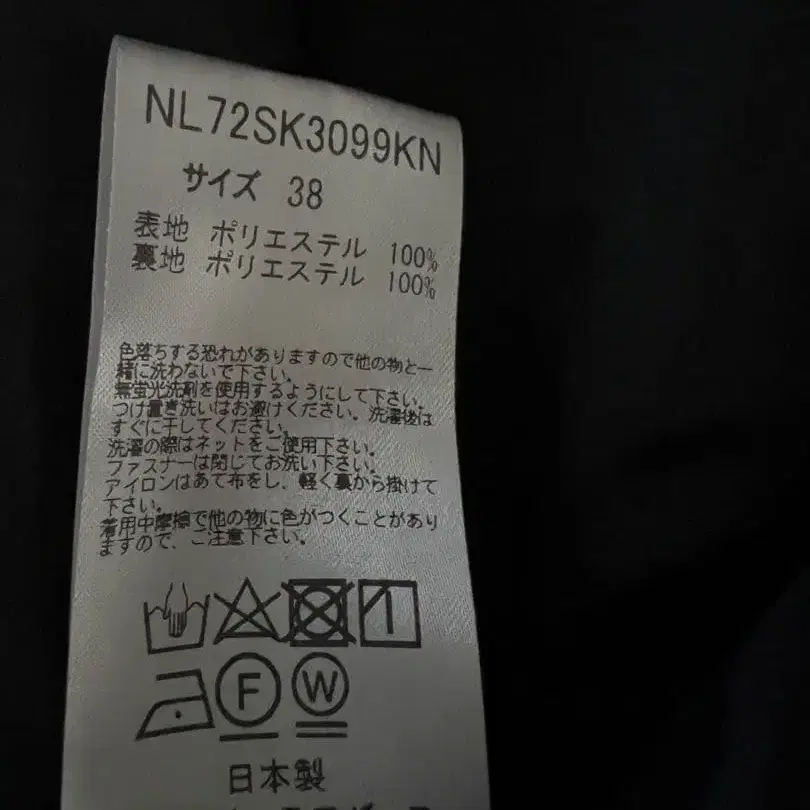 NL72SK3099KN
サイズ 38
表地 ポリエステル 100%
裏地 ポリエステル 100%
色落ちする恐れがありますので他の物と一
緒に洗わないで下さい。
無蛍光洗剤を使用するようにして下さい。
つけ置き洗いはお避けください。洗濯後は
すぐに干してください。
洗濯の際はネットをご使用下さい。
ファスナーは閉じてお洗い下さい。
アイロンはあて布をし、軽く裏から掛けて
下さい。
着用中摩擦で他の物に色がつくことがあり
ますので、ご注意下さい。
F W
日本製